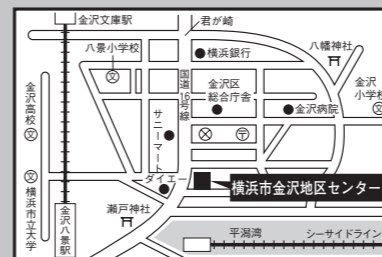 金沢文庫駅
君が崎
八景小学校
横浜銀行
八幡神社
国道16号線
金沢区
総合庁舎
金沢
小学校
金沢高校
サニーマート
金沢病院
ダイエー
横浜市金沢地区センター
横浜市立大学
瀬戸神社
金沢八景駅
平潟湾
シーサイドライン